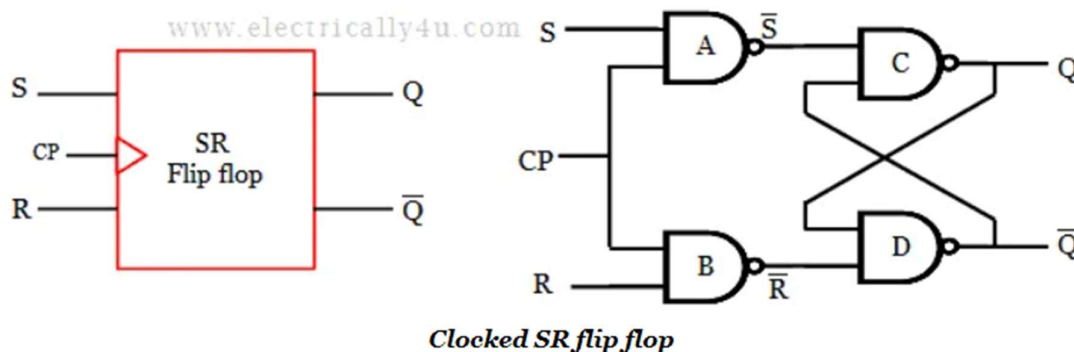 www.electrically4u.com
S
CP
R
SR
Flip flop
Q
Q̅
S
CP
R
A
B
S̅
R̅
C
D
Q
Q̅
Clocked SR flip flop